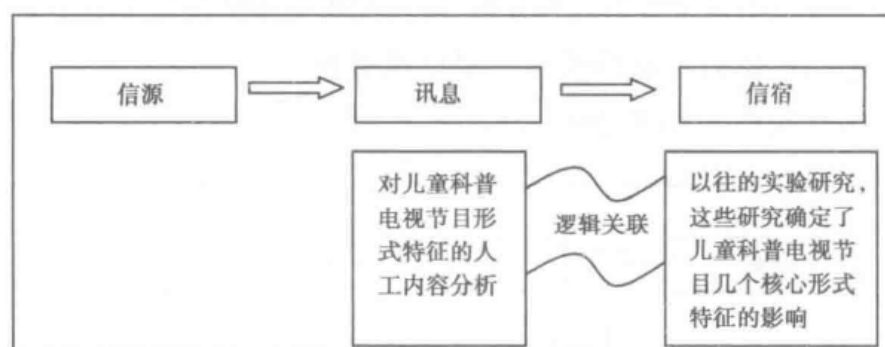 信源
讯息
信宿
对儿童科普
电视节目形
式特征的人
工内容分析
逻辑关联
以往的实验研究，
这些研究确定了
儿童科普电视节
目几个核心形式
特征的影响